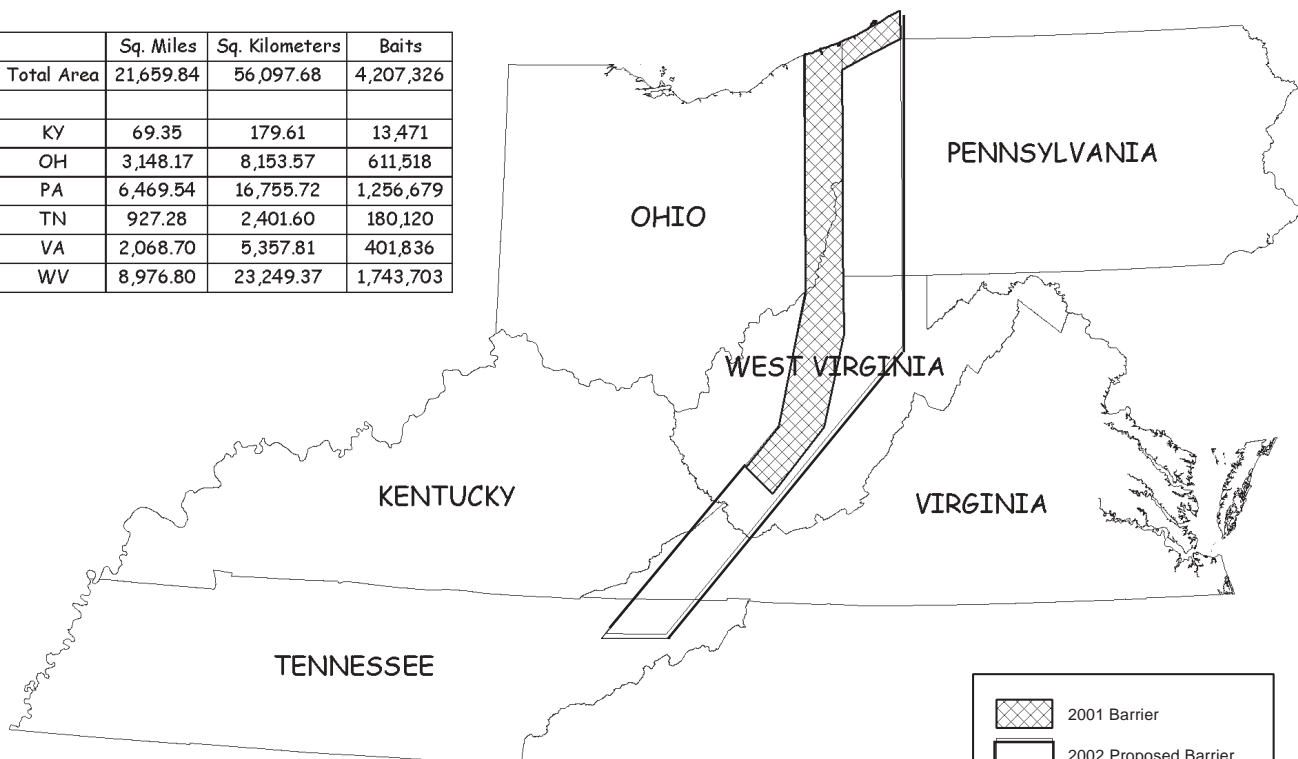 Sq. Miles Sq. Kilometers Baits
Total Area 21,659.84 56,097.68 4,207,326
KY 69.35 179.61 13,471
OH 3,148.17 8,153.57 611,518
PA 6,469.54 16,755.72 1,256,679
TN 927.28 2,401.60 180,120
VA 2,068.70 5,357.81 401,836
WV 8,976.80 23,249.37 1,743,703
PENNSYLVANIA
OHIO
WEST VIRGINIA
KENTUCKY
VIRGINIA
TENNESSEE
2001 Barrier
2002 Proposed Barrier